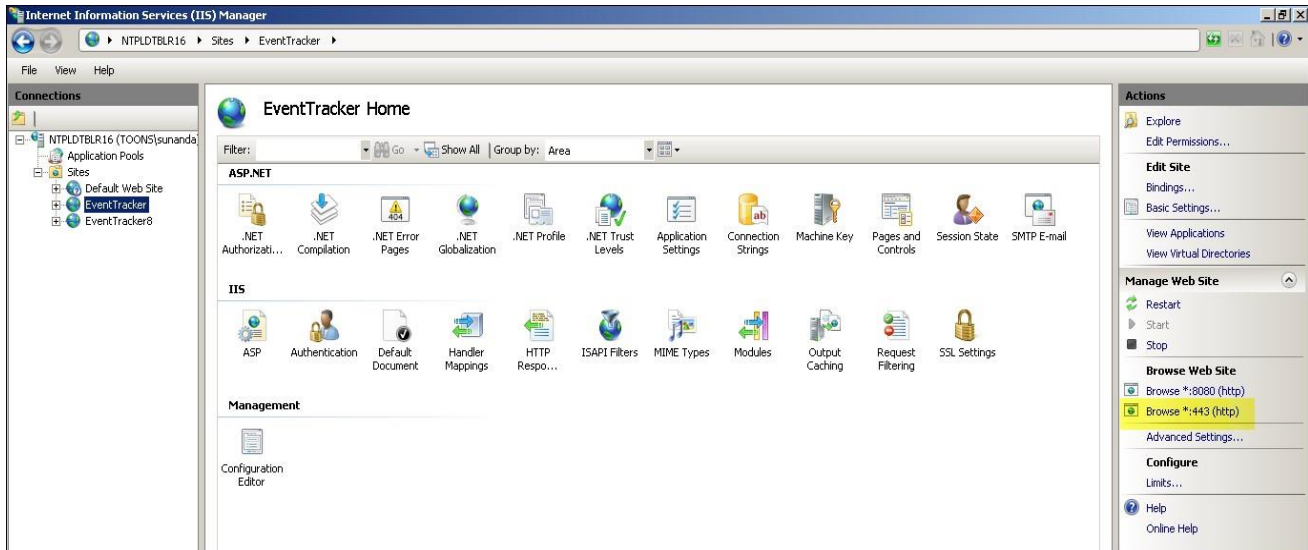 Internet Information Services (IIS) Manager
NTPLDTBLR16 Sites EventTracker
File View Help
Connections
NTPLDTBLR16 (TOONS\sunanda
Application Pools
Sites
Default Web Site
EventTracker
EventTracker8
EventTracker Home
Filter: Go Show All Group by: Area
ASP.NET
.NET Authorizati... .NET Compilation .NET Error Pages .NET Globalization .NET Profile .NET Trust Levels Application Settings Connection Strings Machine Key Pages and Controls Session State SMTP E-mail
IIS
ASP Authentication Default Document Handler Mappings HTTP Respo... ISAPI Filters MIME Types Modules Output Caching Request Filtering SSL Settings
Management
Configuration Editor
Actions
Explore
Edit Permissions...
Edit Site
Bindings...
Basic Settings...
View Applications
View Virtual Directories
Manage Web Site
Restart
Start
Stop
Browse Web Site
Browse *:8080 (http)
Browse *:443 (http)
Advanced Settings...
Configure
Limits...
Help
Online Help